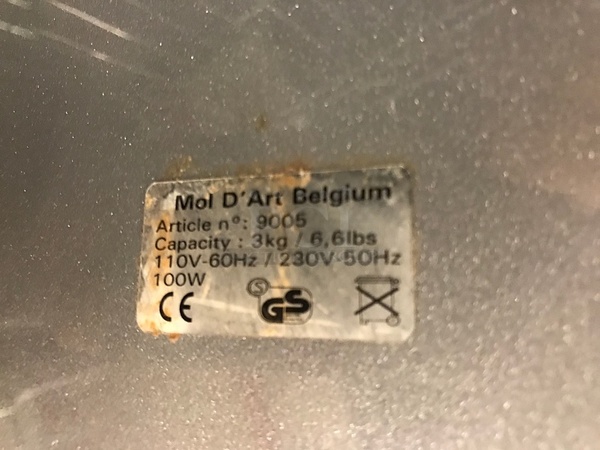 Mol D'Art Belgium
Article n°: 9005
Capacity : 3kg / 6,6lbs
110V-60Hz / 230V-50Hz
100W
CE S GS